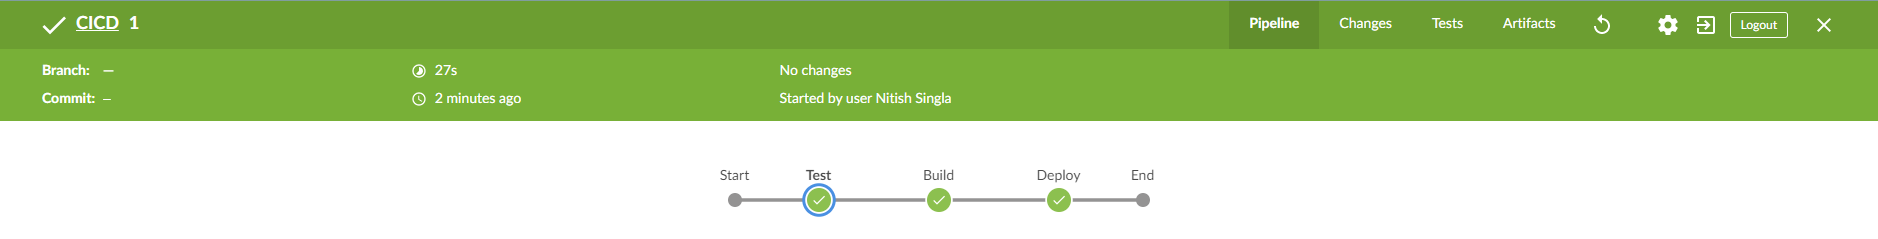 CICD 1 Pipeline Changes Tests Artifacts Logout
Branch: — 27s No changes
Commit: – 2 minutes ago Started by user Nitish Singla
Start Test Build Deploy End